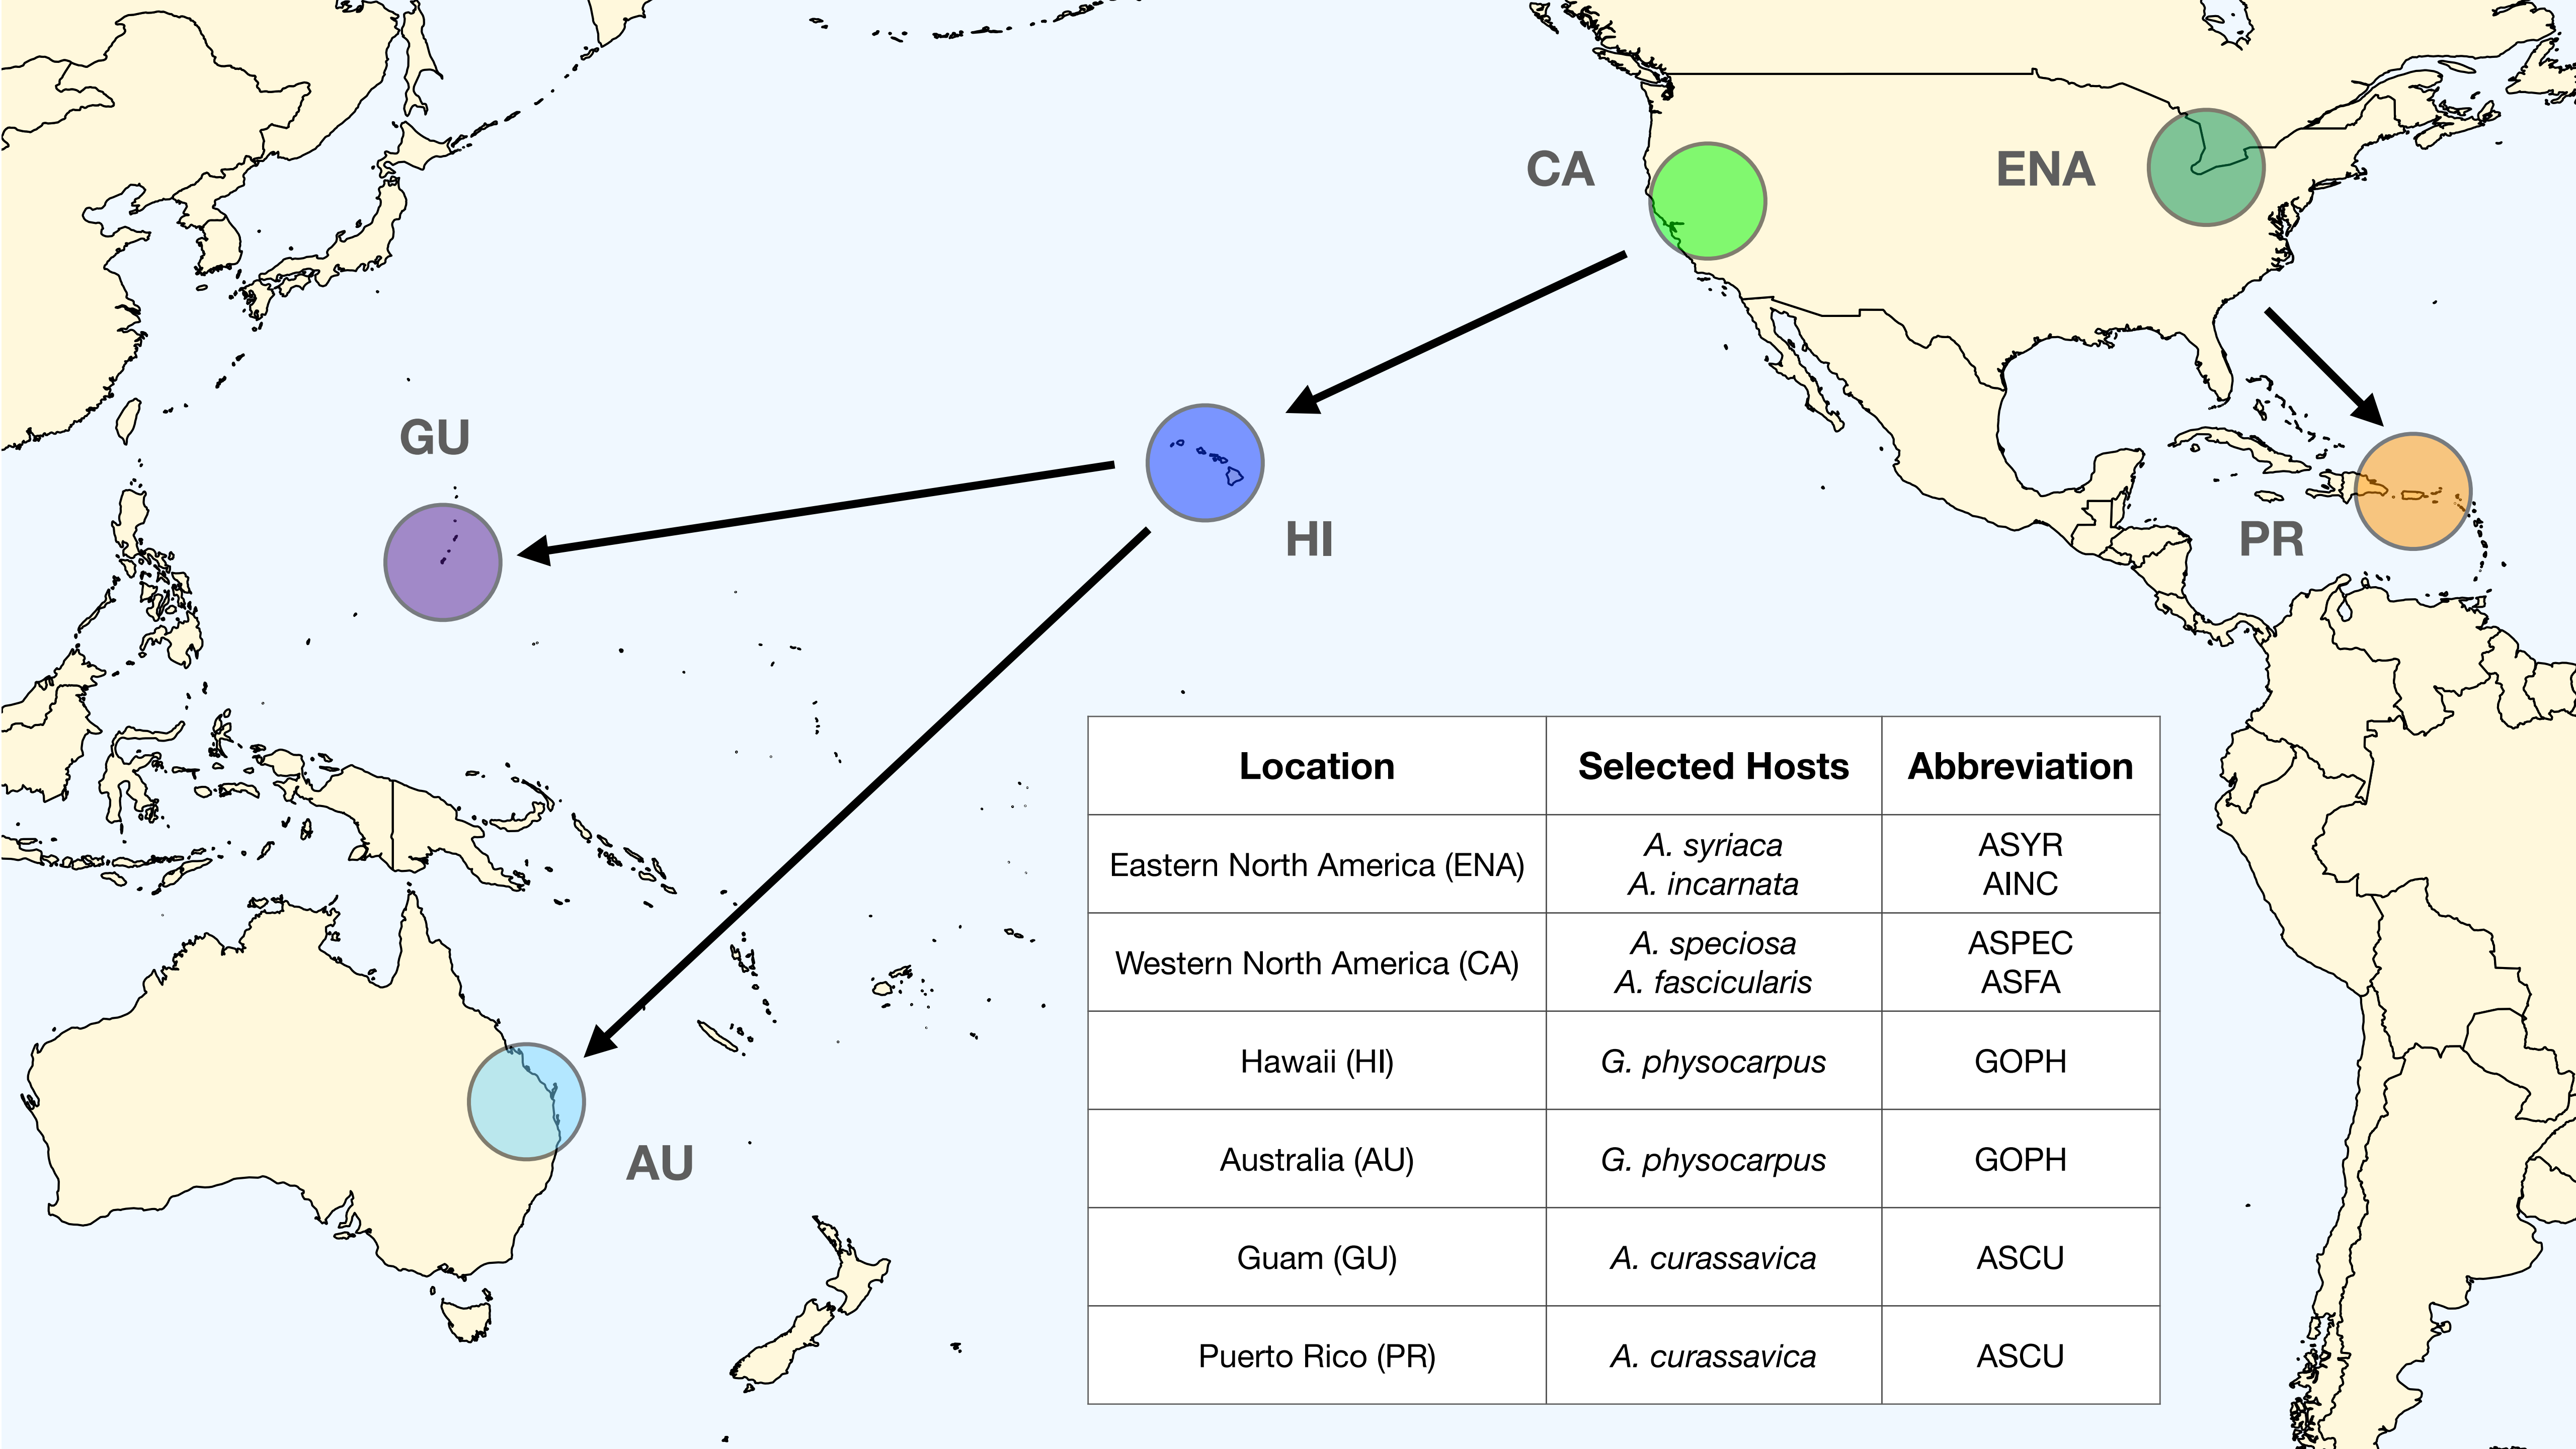 CA
ENA
GU
HI
PR
AU
Location Selected Hosts Abbreviation
Eastern North America (ENA) A. syriaca ASYR
A. incarnata AINC
Western North America (CA) A. speciosa ASPEC
A. fascicularis ASFA
Hawaii (HI) G. physocarpus GOPH
Australia (AU) G. physocarpus GOPH
Guam (GU) A. curassavica ASCU
Puerto Rico (PR) A. curassavica ASCU